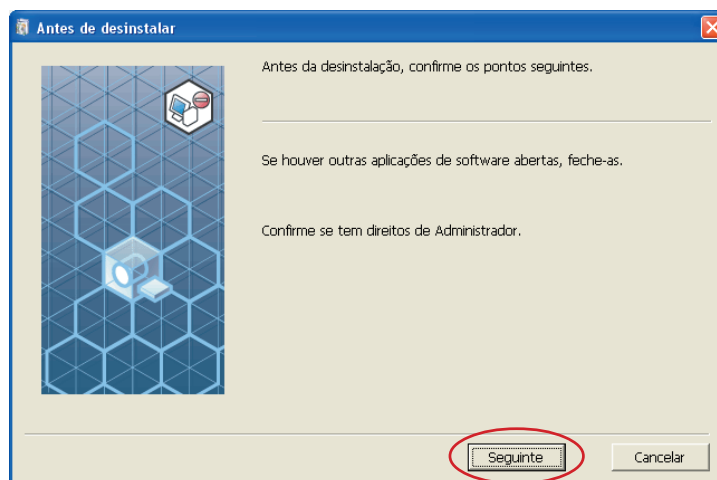 Antes de desinstalar
Antes da desinstalação, confirme os pontos seguintes.
Se houver outras aplicações de software abertas, feche-as.
Confirme se tem direitos de Administrador.
Seguinte
Cancelar